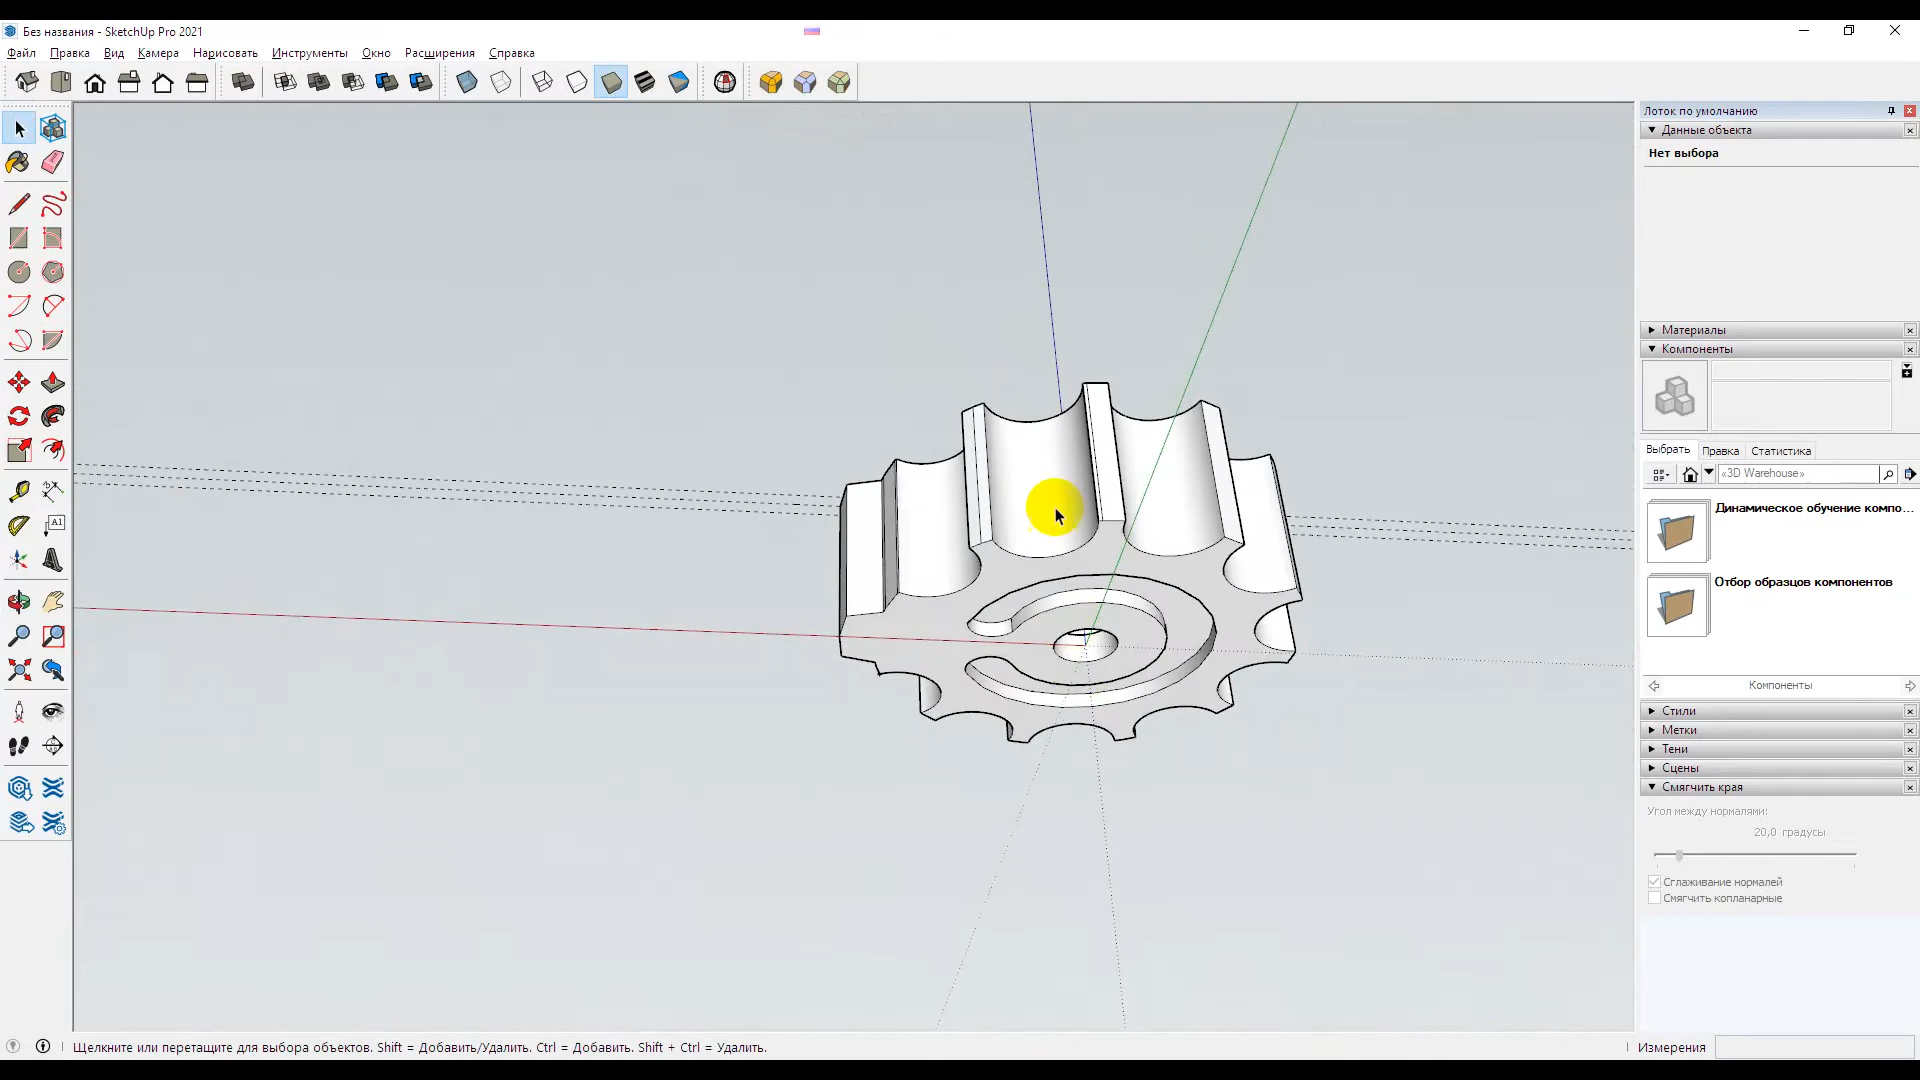 Без названия - SketchUp Pro 2021
Файл Правка Вид Камера Нарисовать Инструменты Окно Расширения Справка
Лоток по умолчанию
Данные объекта
Нет выбора
Материалы
Компоненты
Выбрать Правка Статистика
«3D Warehouse»
Динамическое обучение компо...
Отбор образцов компонентов
A1
Компоненты
Стили
Метки
Тени
Сцены
Смягчить края
Угол между нормалями:
20,0 градусы
Сглаживание нормалей
Смягчить копланарные
Щелкните или перетащите для выбора объектов. Shift = Добавить/Удалить. Ctrl = Добавить. Shift + Ctrl = Удалить.
Измерения